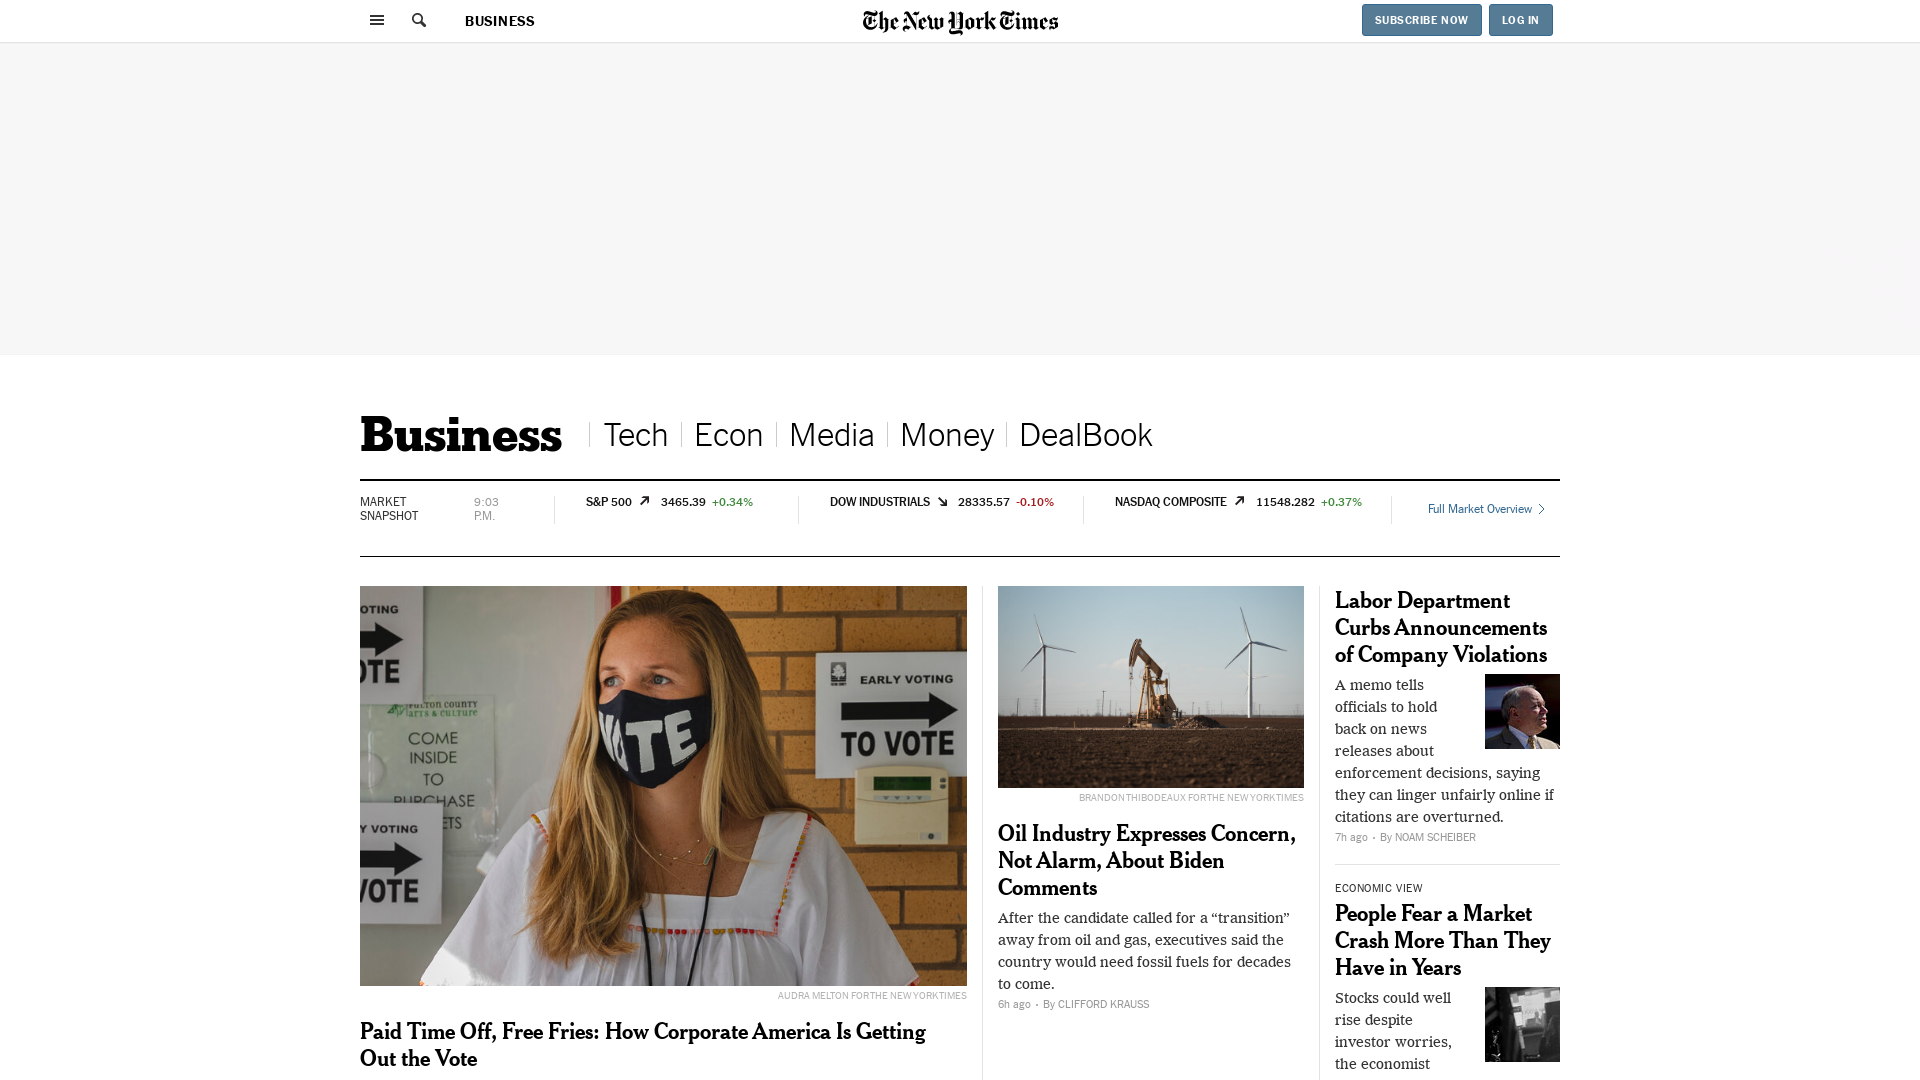 BUSINESS
The New York Times
SUBSCRIBE NOW
LOG IN
Business
Tech
Econ
Media
Money
DealBook
MARKET
SNAPSHOT
9:03
P.M.
S&P 500 3465.39 +0.34%
DOW INDUSTRIALS 28335.57 -0.10%
NASDAQ COMPOSITE 11548.282 +0.37%
Full Market Overview
OTING
OTE
fulton county
arts & culture
COME
INSIDE
TO
PURCHASE
ETS
Y VOTING
VOTE
VOTE
EARLY VOTING
TO VOTE
AUDRA MELTON FOR THE NEW YORK TIMES
Paid Time Off, Free Fries: How Corporate America Is Getting
Out the Vote
BRANDON THIBODEAUX FOR THE NEW YORK TIMES
Oil Industry Expresses Concern,
Not Alarm, About Biden
Comments
After the candidate called for a “transition”
away from oil and gas, executives said the
country would need fossil fuels for decades
to come.
6h ago · By CLIFFORD KRAUSS
Labor Department
Curbs Announcements
of Company Violations
A memo tells
officials to hold
back on news
releases about
enforcement decisions, saying
they can linger unfairly online if
citations are overturned.
7h ago · By NOAM SCHEIBER
ECONOMIC VIEW
People Fear a Market
Crash More Than They
Have in Years
Stocks could well
rise despite
investor worries,
the economist